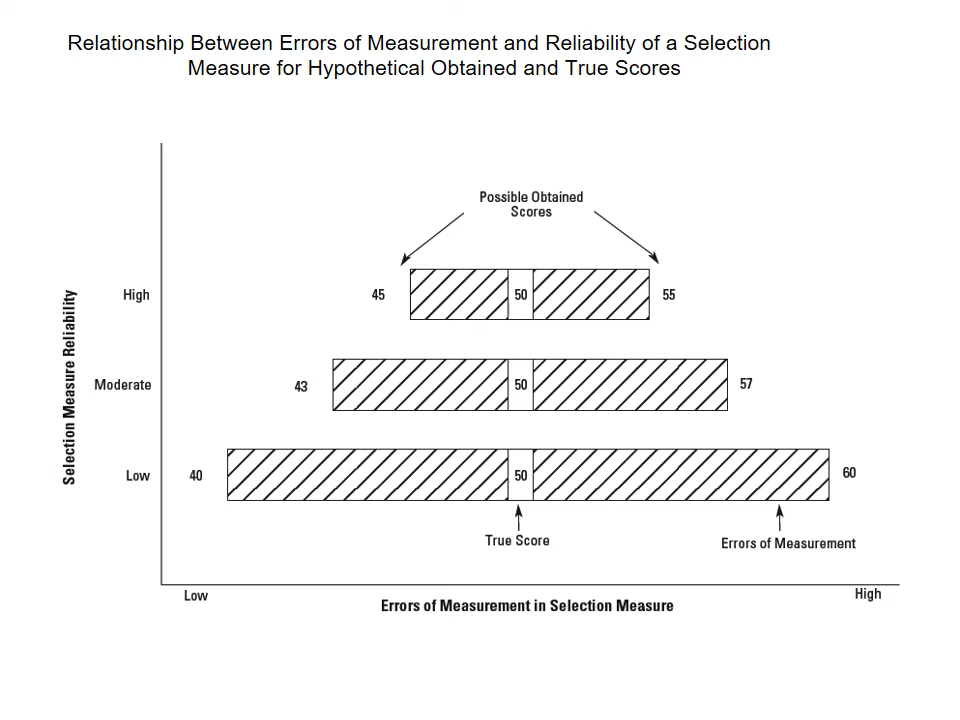 Relationship Between Errors of Measurement and Reliability of a Selection
Measure for Hypothetical Obtained and True Scores
Possible Obtained
Scores
Selection Measure Reliability
High
45
50
55
Moderate
43
50
57
Low
40
50
60
True Score
Errors of Measurement
Low
High
Errors of Measurement in Selection Measure